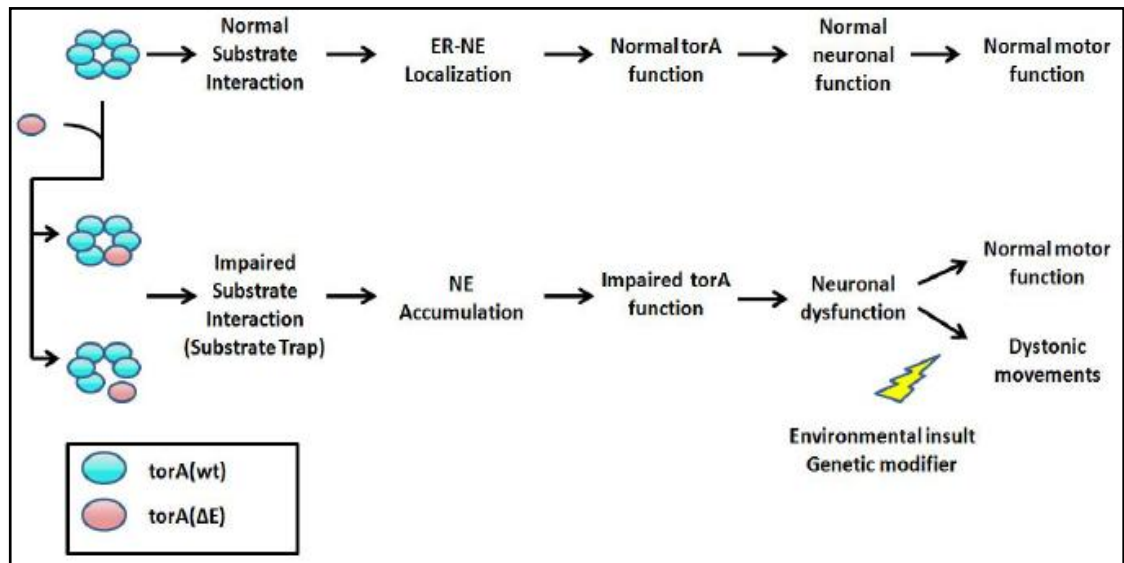 Normal
Substrate
Interaction
ER-NE
Localization
Normal torA
function
Normal
neuronal
function
Normal motor
function
Impaired
Substrate
Interaction
(Substrate Trap)
NE
Accumulation
Impaired torA
function
Neuronal
dysfunction
Normal motor
function
Dystonic
movements
Environmental insult
Genetic modifier
torA(wt)
torA(ΔE)